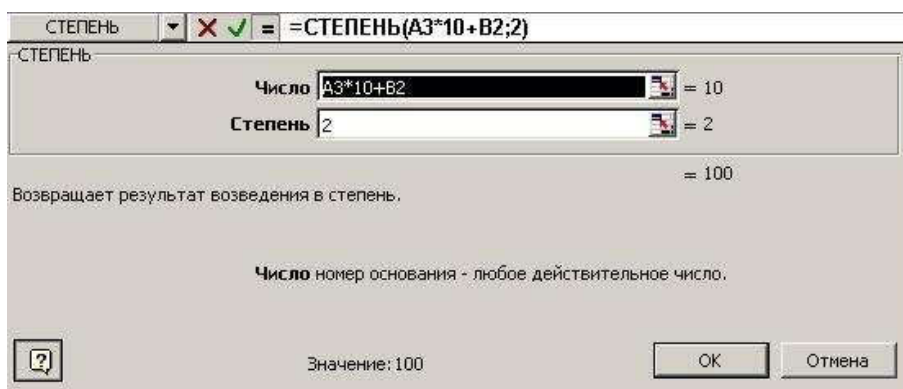 СТЕПЕНЬ = =СТЕПЕНЬ(A3*10+B2;2)
СТЕПЕНЬ
Число A3*10+B2 = 10
Степень 2 = 2
= 100
Возвращает результат возведения в степень.
Число номер основания - любое действительное число.
? Значение:100 OK Отмена